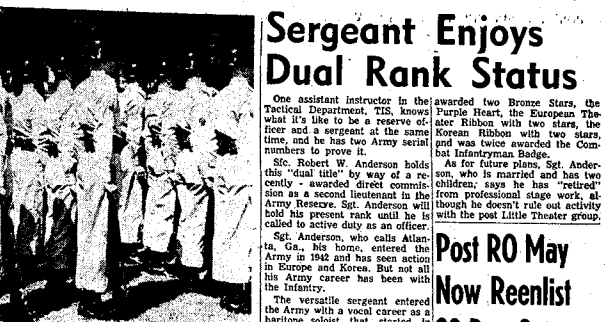 Sergeant Enjoys
Dual Rank Status
One assistant instructor in the
Tactical Department, TIS, knows
what it's like to be a reserve of-
ficer and a sergeant at the same
time, and he has two Army serial
numbers to prove it.
Sfc. Robert W. Anderson holds
this "dual title" by way of a re-
cently - awarded direct commis-
sion as a second lieutenant in the
Army Reserve. Sgt. Anderson will
hold his present rank until he is
called to active duty as an officer.
Sgt. Anderson, who calls Atlan-
ta, Ga., his home, entered the
Army in 1942 and has seen action
in Europe and Korea. But not all
his Army career has been with
the Infantry.
The versatile sergeant entered
the Army with a vocal career as a
baritone soloist that started in
awarded two Bronze Stars, the
Purple Heart, the European The-
ater Ribbon with two stars, the
Korean Ribbon with two stars,
and was twice awarded the Com-
bat Infantryman Badge.
As for future plans, Sgt. Ander-
son, who is married and has two
children, says he has "retired"
from professional stage work, al-
though he doesn't rule out activity
with the post Little Theater group.
Post RO May
Now Reenlist